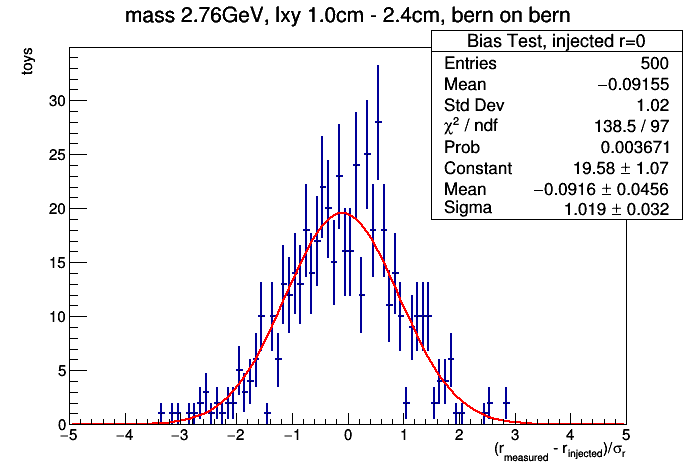 mass 2.76GeV, lxy 1.0cm - 2.4cm, bern on bern
Bias Test, injected r=0
Entries 500
Mean −0.09155
Std Dev 1.02
χ² / ndf 138.5 / 97
Prob 0.003671
Constant 19.58 ± 1.07
Mean −0.0916 ± 0.0456
Sigma 1.019 ± 0.032
toys
30
25
20
15
10
5
0
−5 −4 −3 −2 −1 0 1 2 3 4 5
(r_measured - r_injected)/σ_r